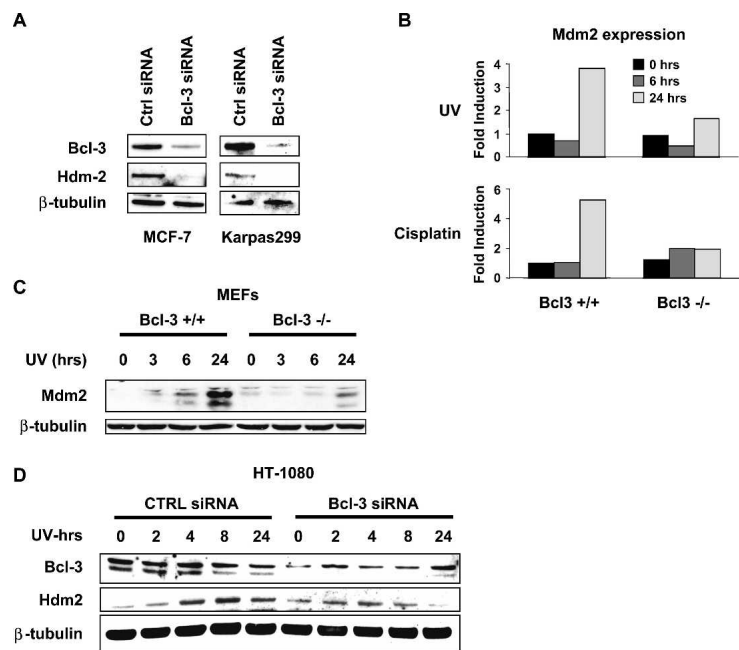 A
Ctrl siRNA
Bcl-3 siRNA
Ctrl siRNA
Bcl-3 siRNA
Bcl-3
Hdm-2
β-tubulin
MCF-7 Karpas299
B
Mdm2 expression
UV
Fold Induction
4
3
2
1
0
0 hrs
6 hrs
24 hrs
Cisplatin
Fold Induction
6
4
2
0
Bcl3 +/+ Bcl3 -/-
C
MEFs
Bcl-3 +/+ Bcl-3 -/-
UV (hrs) 0 3 6 24 0 3 6 24
Mdm2
β-tubulin
D
HT-1080
CTRL siRNA Bcl-3 siRNA
UV-hrs 0 2 4 8 24 0 2 4 8 24
Bcl-3
Hdm2
β-tubulin